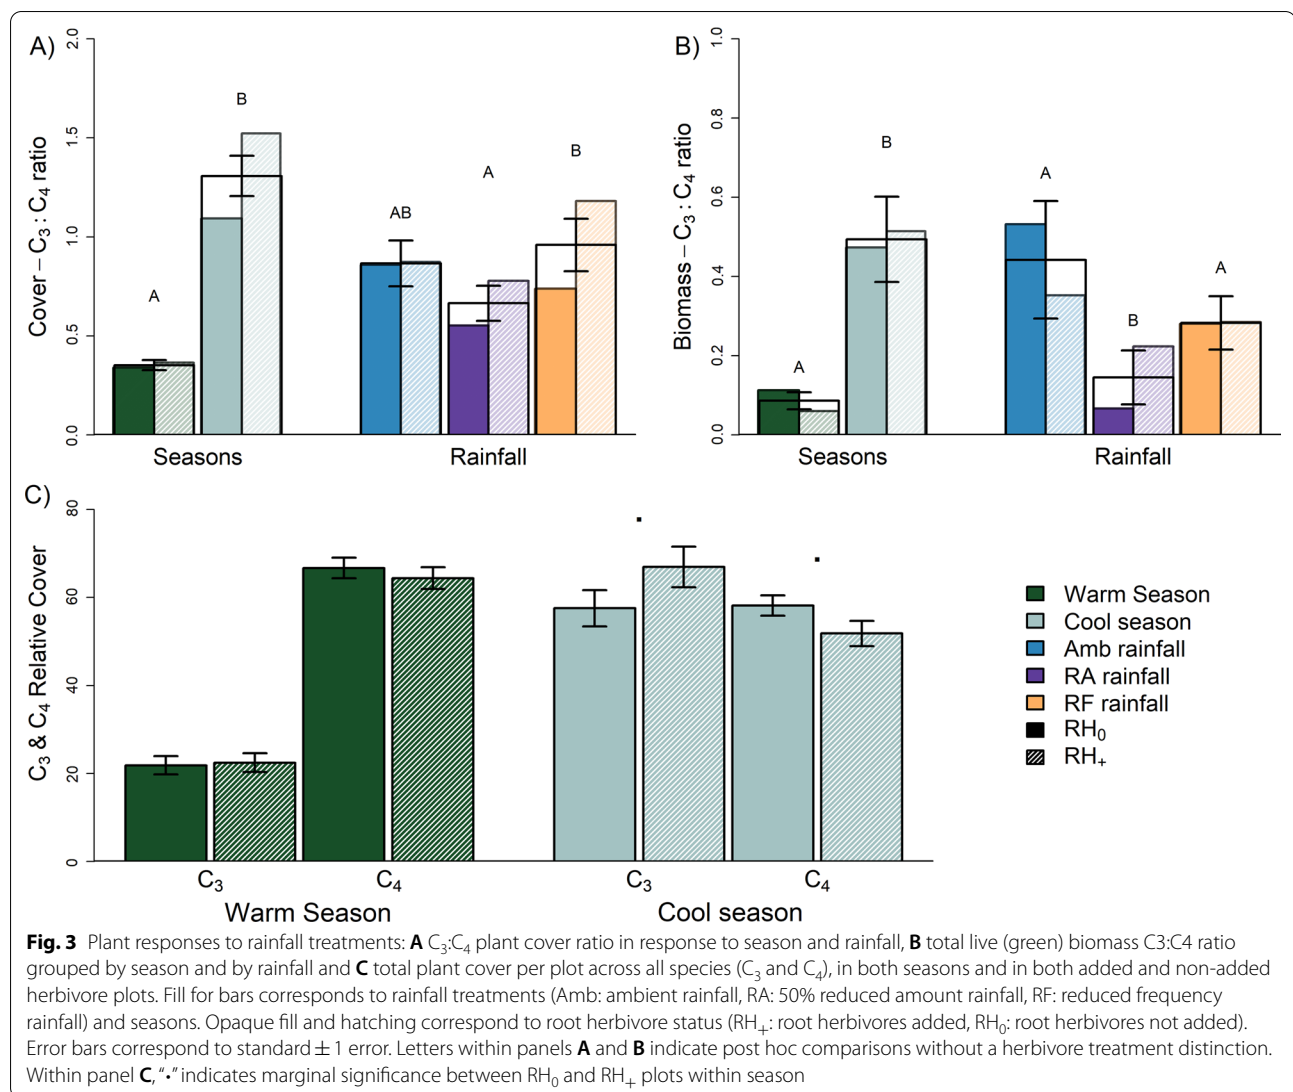 A)
B)
2.0
1.5
1.0
0.5
0.0
Cover – C₃ : C₄ ratio
A
B
AB
A
B
Seasons
Rainfall
1.0
0.8
0.6
0.4
0.2
0.0
Biomass – C₃ : C₄ ratio
A
B
A
B
A
Seasons
Rainfall
C)
80
60
40
20
0
C₃ & C₄ Relative Cover
C₃
C₄
C₃
C₄
Warm Season
Cool season
Warm Season
Cool season
Amb rainfall
RA rainfall
RF rainfall
RH₀
RH₊
Fig. 3 Plant responses to rainfall treatments: A C₃:C₄ plant cover ratio in response to season and rainfall, B total live (green) biomass C3:C4 ratio
grouped by season and by rainfall and C total plant cover per plot across all species (C₃ and C₄), in both seasons and in both added and non-added
herbivore plots. Fill for bars corresponds to rainfall treatments (Amb: ambient rainfall, RA: 50% reduced amount rainfall, RF: reduced frequency
rainfall) and seasons. Opaque fill and hatching correspond to root herbivore status (RH₊: root herbivores added, RH₀: root herbivores not added).
Error bars correspond to standard ± 1 error. Letters within panels A and B indicate post hoc comparisons without a herbivore treatment distinction.
Within panel C, “•” indicates marginal significance between RH₀ and RH₊ plots within season